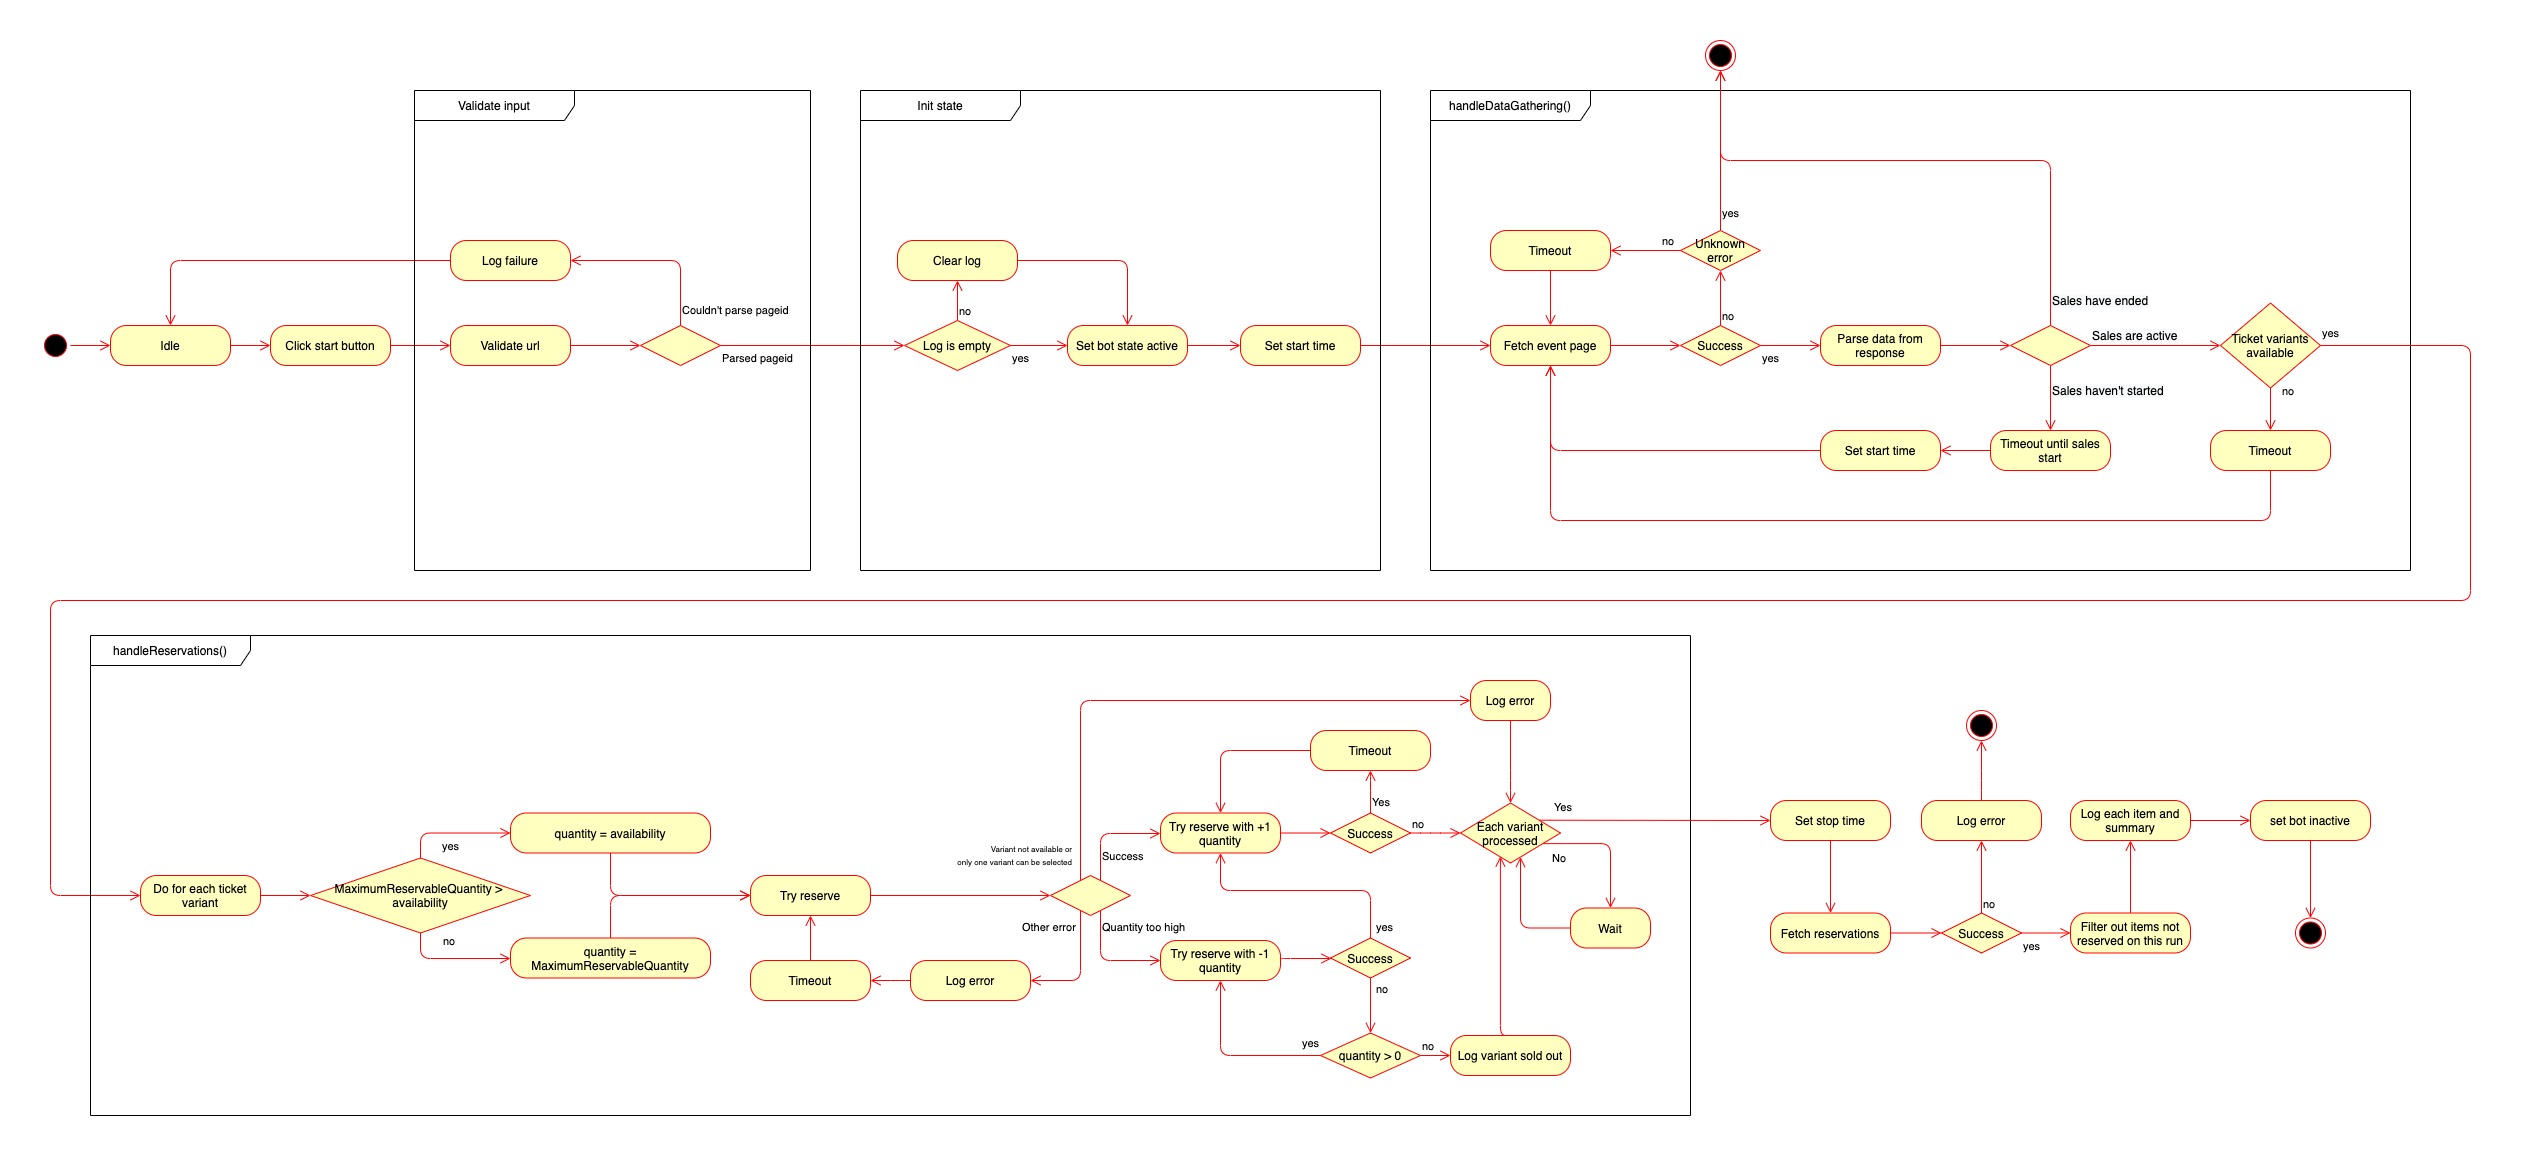 Validate input
Init state
handleDataGathering()
yes
Timeout
no
Unknown
error
Log failure
Clear log
Couldn't parse pageid
no
no
Sales have ended
Idle
Click start button
Validate url
Parsed pageid
Log is empty
yes
Set bot state active
Set start time
Fetch event page
Success
yes
Parse data from
response
Sales are active
Ticket variants
available
yes
Sales haven't started
no
Set start time
Timeout until sales
start
Timeout
handleReservations()
Log error
Timeout
Yes
Yes
quantity = availability
yes
Variant not available or
only one variant can be selected
Success
Try reserve with +1
quantity
Success
no
Each variant
processed
No
Set stop time
Log error
Log each item and
summary
set bot inactive
Do for each ticket
variant
MaximumReservableQuantity >
availability
Try reserve
no
Other error
Quantity too high
yes
Wait
no
Fetch reservations
Success
yes
Filter out items not
reserved on this run
quantity =
MaximumReservableQuantity
Try reserve with -1
quantity
Success
Timeout
Log error
no
yes
quantity > 0
no
Log variant sold out